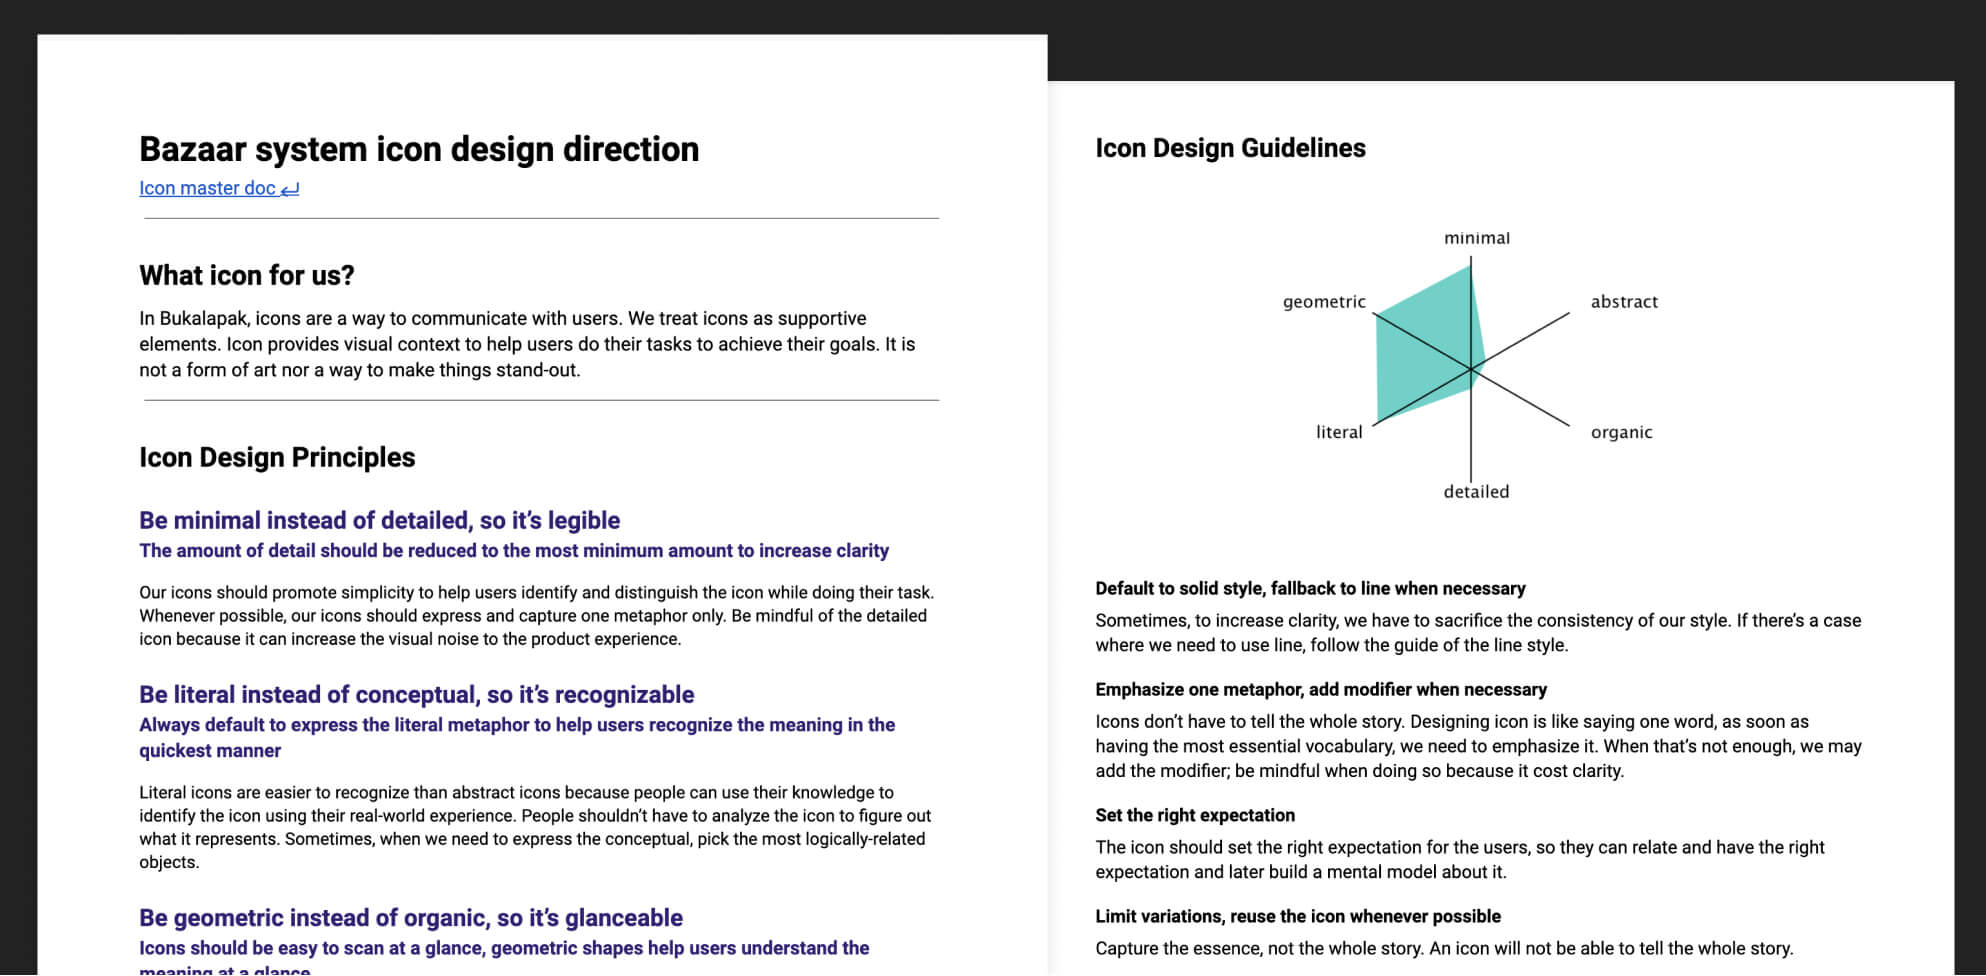 Bazaar system icon design direction
Icon master doc
What icon for us?
In Bukalapak, icons are a way to communicate with users. We treat icons as supportive
elements. Icon provides visual context to help users do their tasks to achieve their goals. It is
not a form of art nor a way to make things stand-out.
Icon Design Principles
Be minimal instead of detailed, so it’s legible
The amount of detail should be reduced to the most minimum amount to increase clarity
Our icons should promote simplicity to help users identify and distinguish the icon while doing their task.
Whenever possible, our icons should express and capture one metaphor only. Be mindful of the detailed
icon because it can increase the visual noise to the product experience.
Be literal instead of conceptual, so it’s recognizable
Always default to express the literal metaphor to help users recognize the meaning in the
quickest manner
Literal icons are easier to recognize than abstract icons because people can use their knowledge to
identify the icon using their real-world experience. People shouldn’t have to analyze the icon to figure out
what it represents. Sometimes, when we need to express the conceptual, pick the most logically-related
objects.
Be geometric instead of organic, so it’s glanceable
Icons should be easy to scan at a glance, geometric shapes help users understand the
meaning at a glance
Icon Design Guidelines
minimal
geometric
abstract
literal
organic
detailed
Default to solid style, fallback to line when necessary
Sometimes, to increase clarity, we have to sacrifice the consistency of our style. If there’s a case
where we need to use line, follow the guide of the line style.
Emphasize one metaphor, add modifier when necessary
Icons don’t have to tell the whole story. Designing icon is like saying one word, as soon as
having the most essential vocabulary, we need to emphasize it. When that’s not enough, we may
add the modifier; be mindful when doing so because it cost clarity.
Set the right expectation
The icon should set the right expectation for the users, so they can relate and have the right
expectation and later build a mental model about it.
Limit variations, reuse the icon whenever possible
Capture the essence, not the whole story. An icon will not be able to tell the whole story.